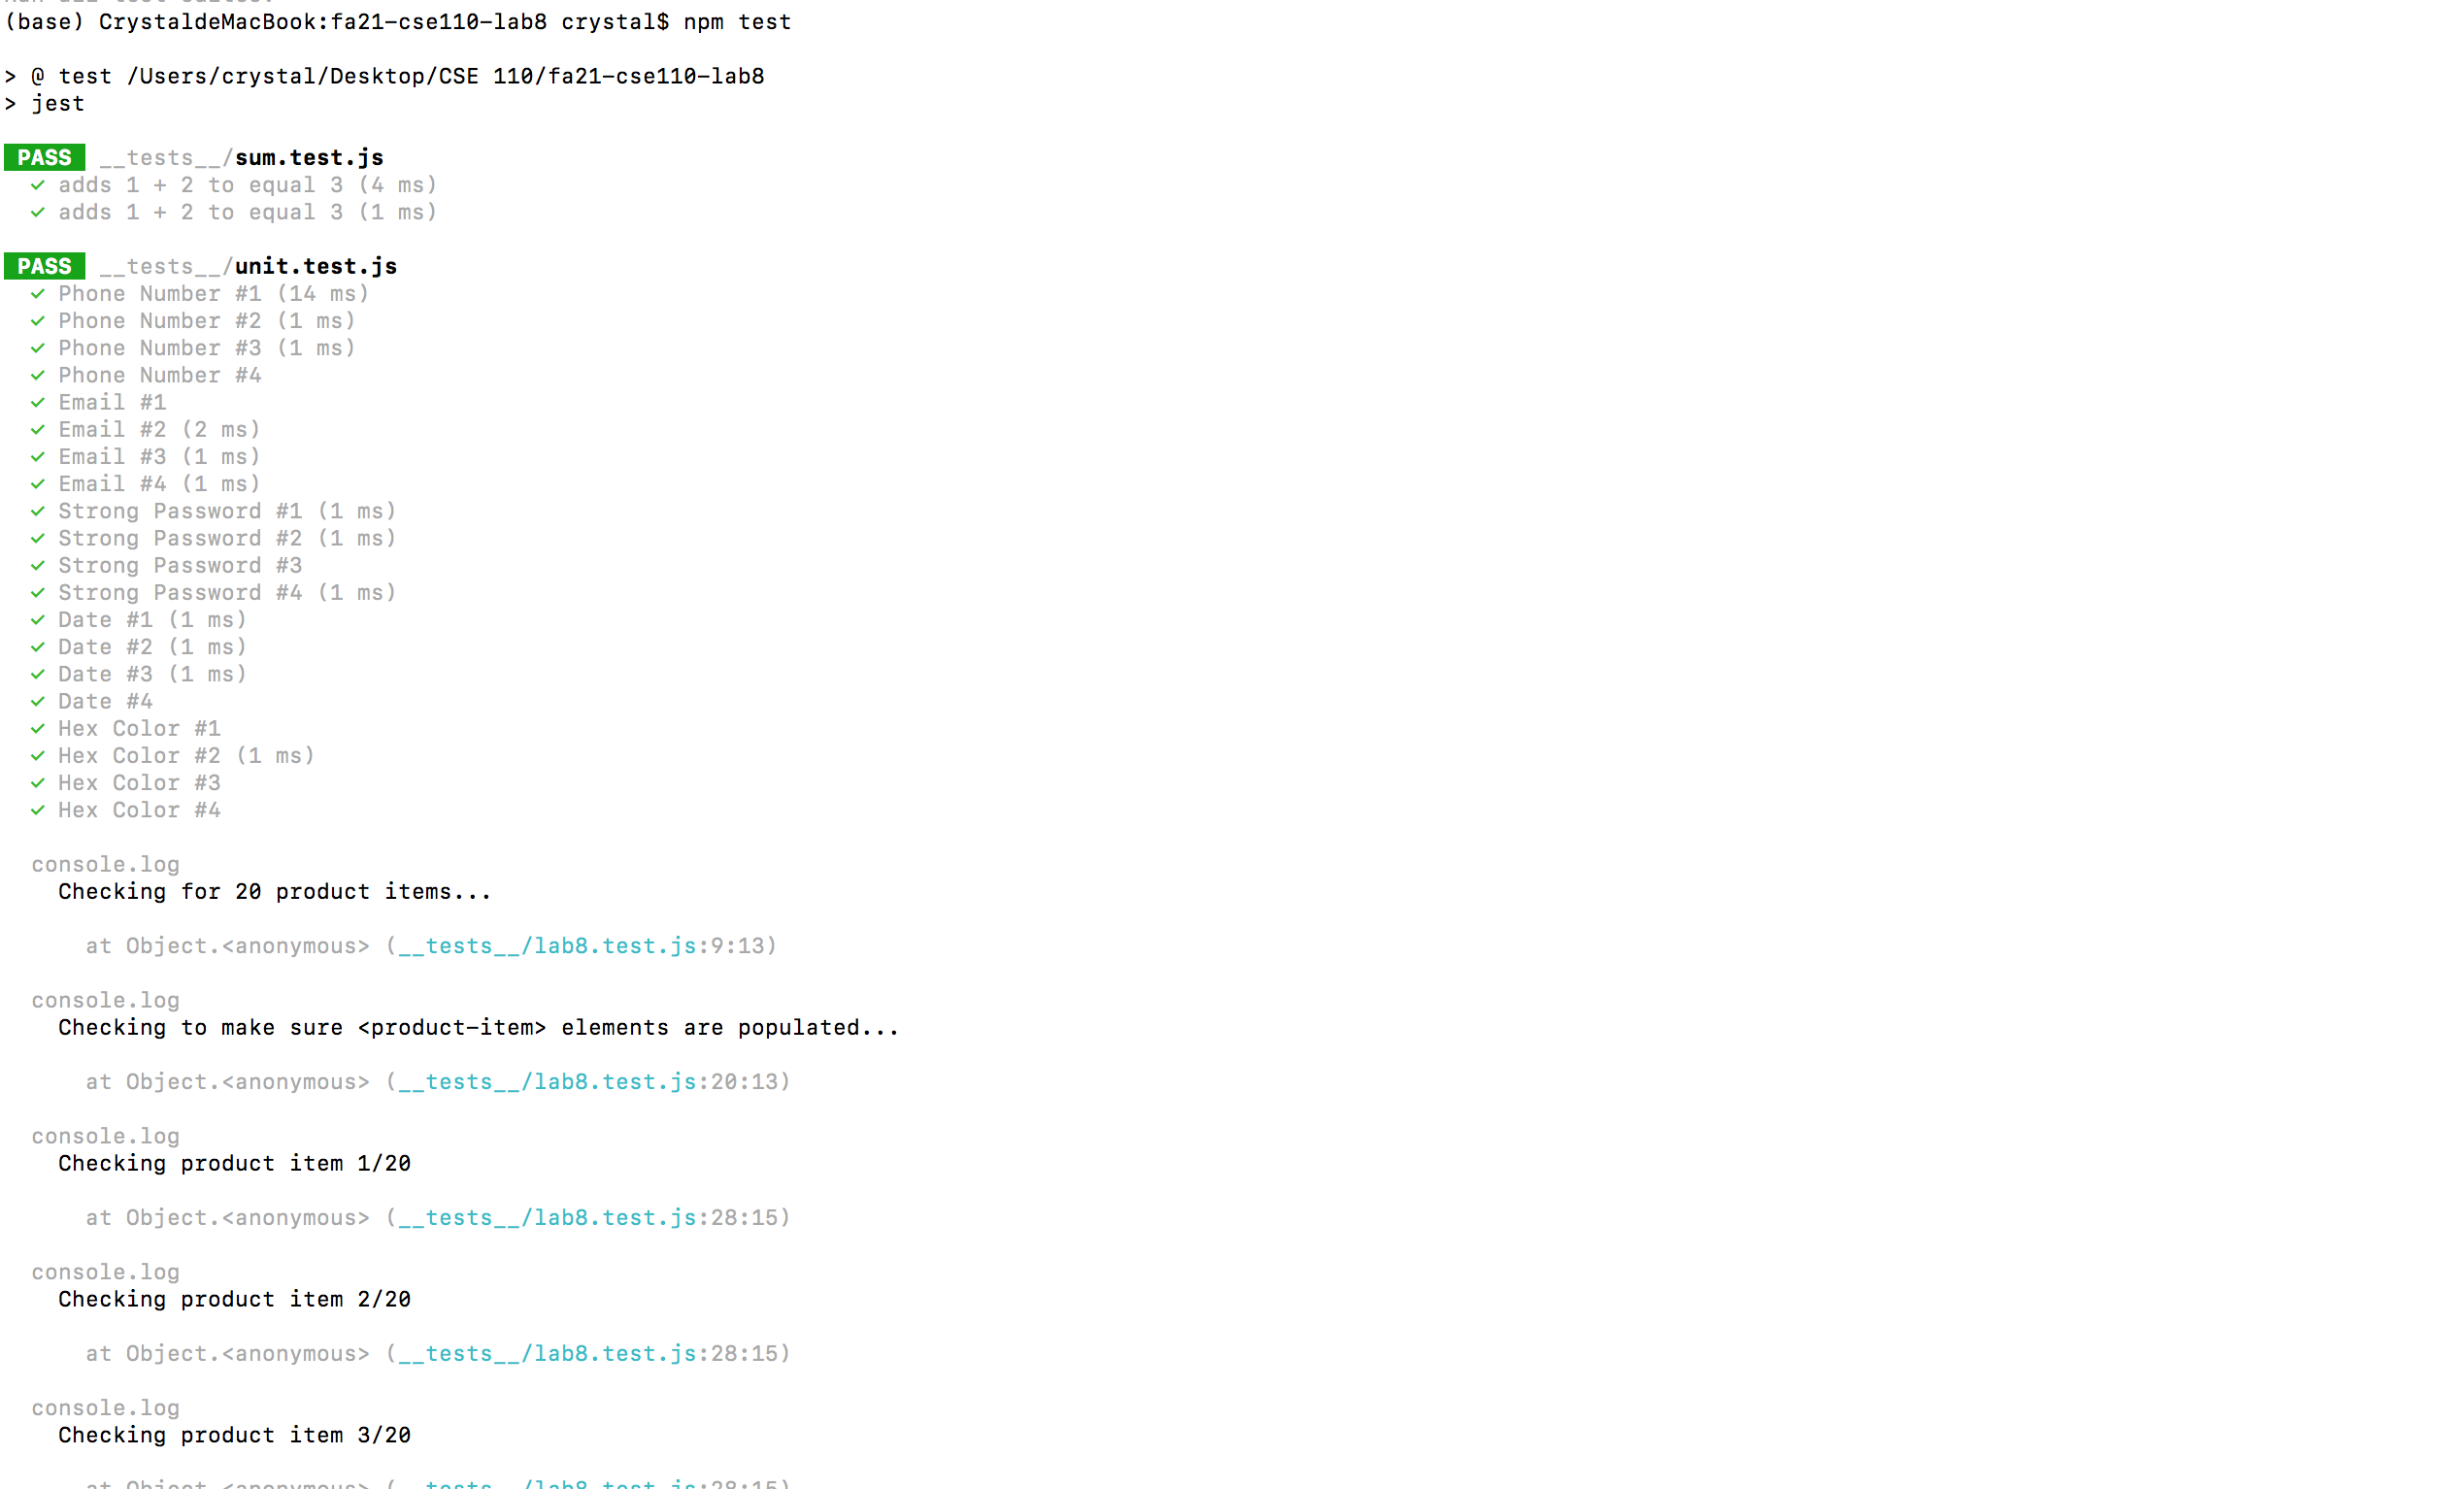 (base) CrystaldeMacBook:fa21-cse110-lab8 crystal$ npm test
> @ test /Users/crystal/Desktop/CSE 110/fa21-cse110-lab8
> jest
PASS __tests__/sum.test.js
✓ adds 1 + 2 to equal 3 (4 ms)
✓ adds 1 + 2 to equal 3 (1 ms)
PASS __tests__/unit.test.js
✓ Phone Number #1 (14 ms)
✓ Phone Number #2 (1 ms)
✓ Phone Number #3 (1 ms)
✓ Phone Number #4
✓ Email #1
✓ Email #2 (2 ms)
✓ Email #3 (1 ms)
✓ Email #4 (1 ms)
✓ Strong Password #1 (1 ms)
✓ Strong Password #2 (1 ms)
✓ Strong Password #3
✓ Strong Password #4 (1 ms)
✓ Date #1 (1 ms)
✓ Date #2 (1 ms)
✓ Date #3 (1 ms)
✓ Date #4
✓ Hex Color #1
✓ Hex Color #2 (1 ms)
✓ Hex Color #3
✓ Hex Color #4
console.log
Checking for 20 product items...
at Object.<anonymous> (__tests__/lab8.test.js:9:13)
console.log
Checking to make sure <product-item> elements are populated...
at Object.<anonymous> (__tests__/lab8.test.js:20:13)
console.log
Checking product item 1/20
at Object.<anonymous> (__tests__/lab8.test.js:28:15)
console.log
Checking product item 2/20
at Object.<anonymous> (__tests__/lab8.test.js:28:15)
console.log
Checking product item 3/20
at Object.<anonymous> (__tests__/lab8.test.js:28:15)